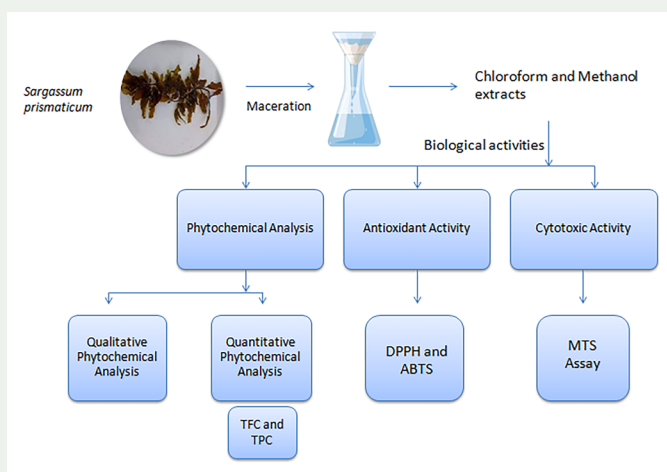 Sargassum
prismaticum
Maceration
Chloroform and Methanol
extracts
Biological activities
Phytochemical Analysis
Antioxidant Activity
Cytotoxic Activity
Qualitative
Phytochemical
Analysis
Quantitative
Phytochemical
Analysis
DPPH and
ABTS
MTS
Assay
TFC and
TPC